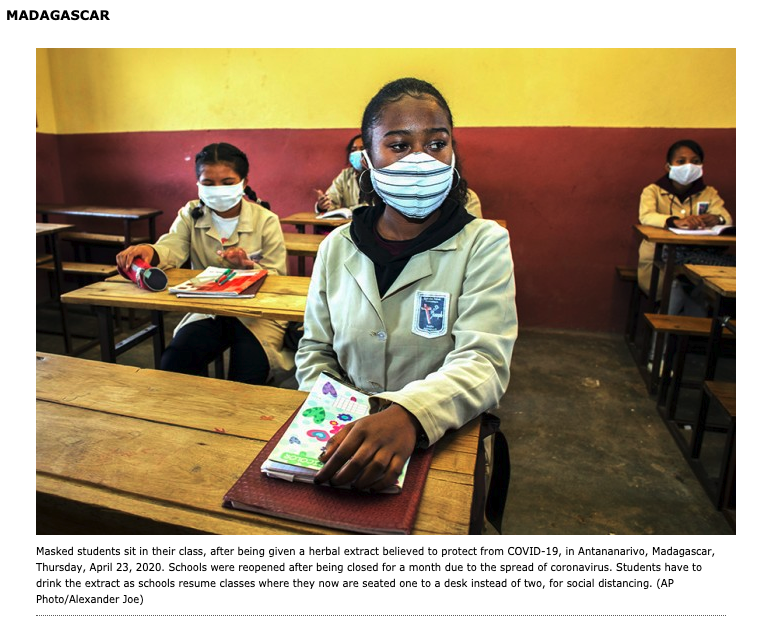 MADAGASCAR
Masked students sit in their class, after being given a herbal extract believed to protect from COVID-19, in Antananarivo, Madagascar,
Thursday, April 23, 2020. Schools were reopened after being closed for a month due to the spread of coronavirus. Students have to
drink the extract as schools resume classes where they now are seated one to a desk instead of two, for social distancing. (AP
Photo/Alexander Joe)